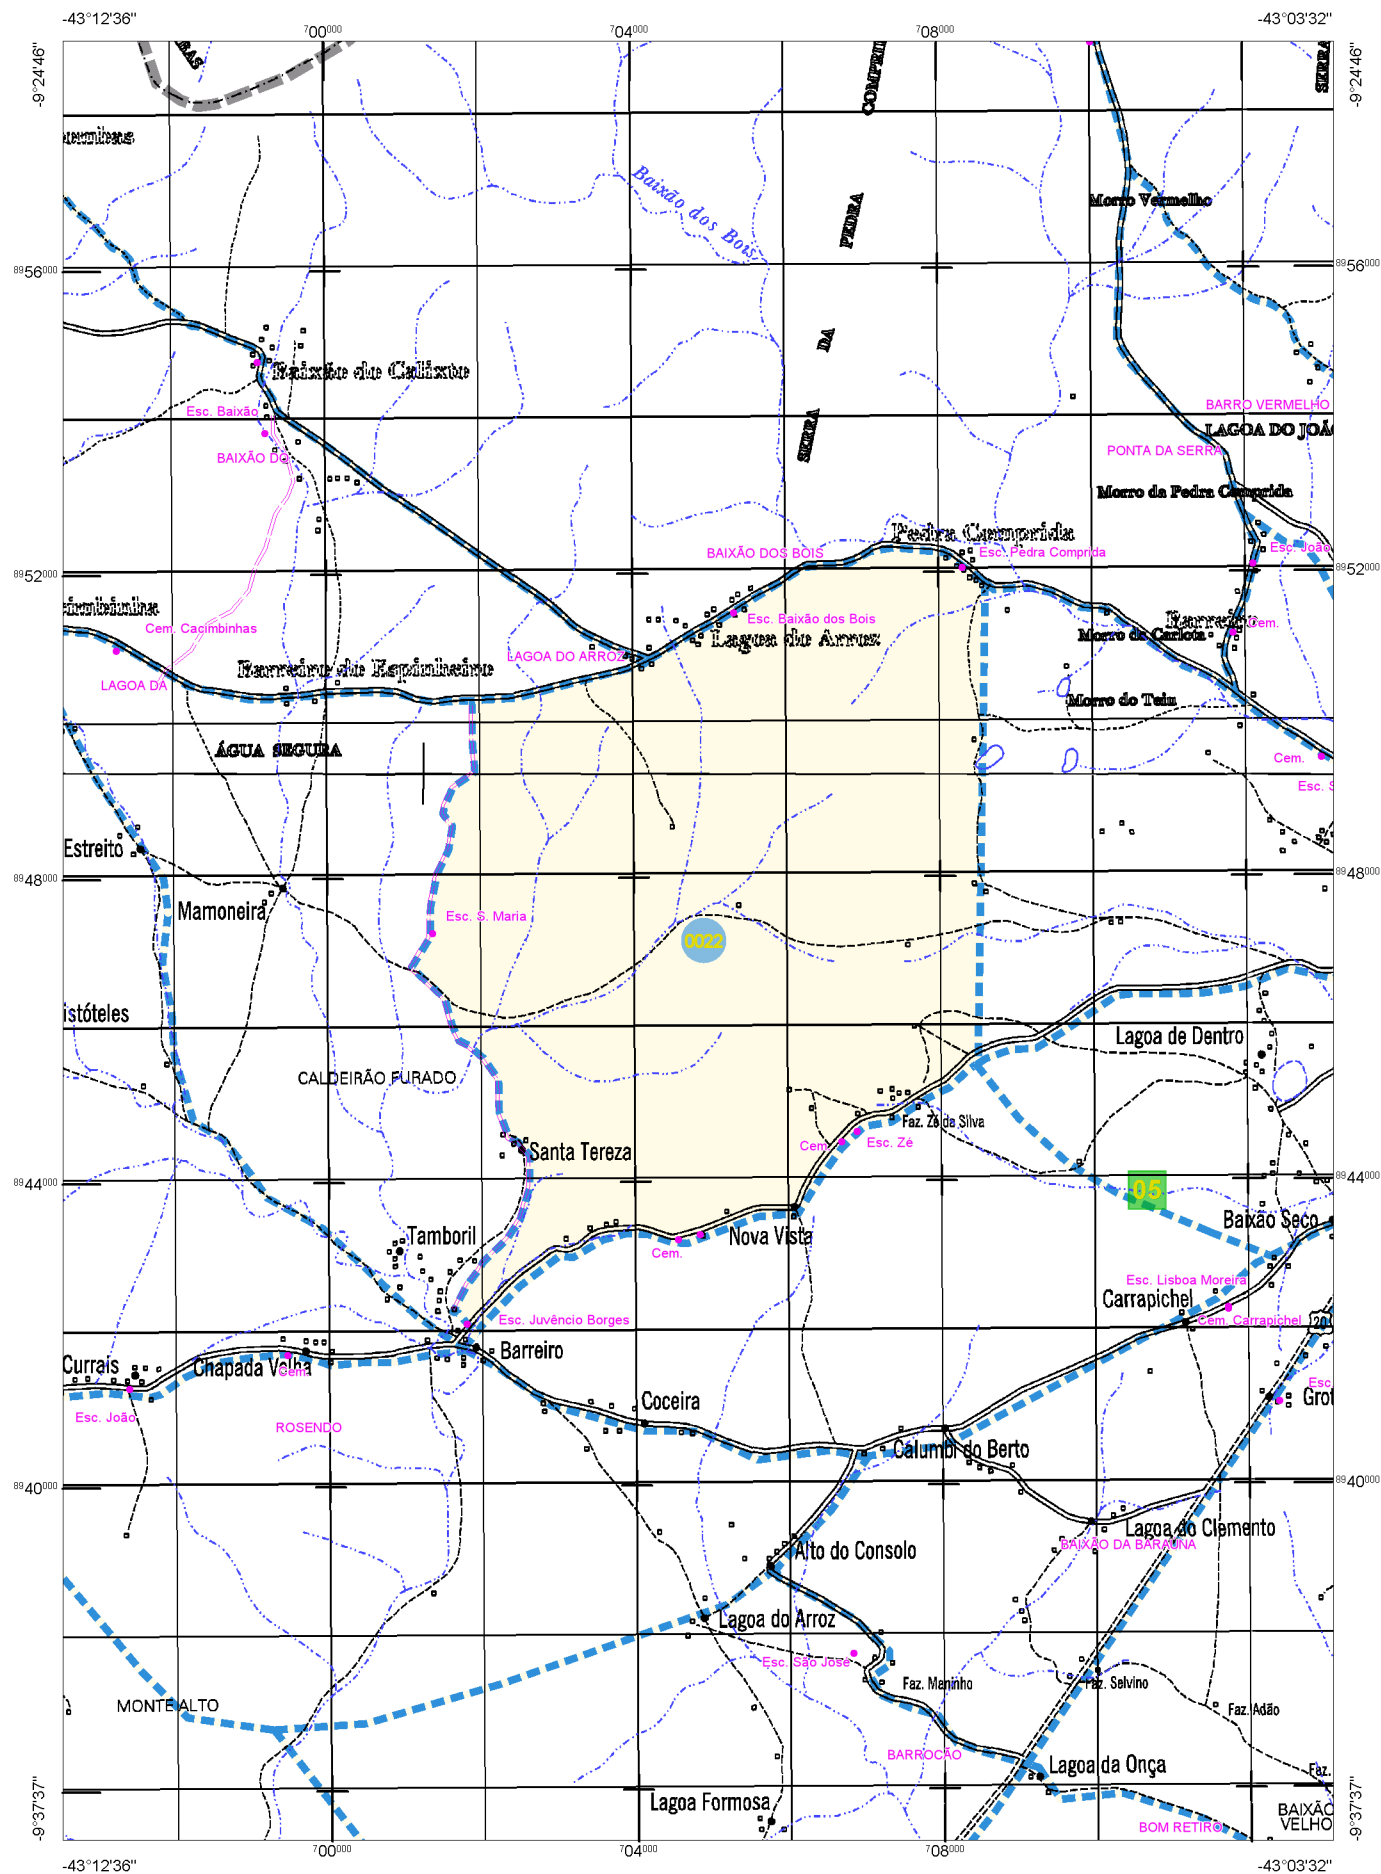 -43°12'36"
-43°03'32"
700000
704000
708000
-9°24'46"
-9°24'46"
COMPRI
SERRA
Baixão dos Bois
PEDRA
Morro Vermelho
8956000
8956000
DA
Baixão do Calixto
Esc. Baixão
BARRO VERMELHO
SERRA
LAGOA DO JOÃO
BAIXÃO DO
PONTA DA SERRA
Morro da Pedra Comprida
Pedra Comprida
BAIXÃO DOS BOIS
Esc. Pedra Comprida
Esc. João
8952000
8952000
Cem. Cacimbinhas
Esc. Baixão dos Bois
Barreiro
Cem.
Lagoa do Arroz
Morro do Carlota
LAGOA DO ARROZ
Barreiro do Espinheiro
LAGOA DA
Morro do Teiu
ÁGUA SEGURA
Cem.
Esc. S
Estreito
8948000
8948000
Mamoneira
Esc. S. Maria
0022
istóteles
Lagoa de Dentro
CALDEIRÃO FURADO
Faz. Zé da Silva
Cem.
Esc. Zé
Santa Tereza
8944000
8944000
05
Baixão Seco
Tamboril
Nova Vista
Cem.
Esc. Lisboa Moreira
Carrapichel
Esc. Juvêncio Borges
Cem. Carrapichel
020
Barreiro
Currais
Chapada Velha
Cem.
Esc.
Grot
Coceira
Esc. João
ROSENDO
Calumbi do Berto
8940000
8940000
Lagoa do Clemento
BAIXÃO DA BARAUNA
Alto do Consolo
Lagoa do Arroz
Esc. São José
Faz. Maninho
Faz. Selvino
MONTE ALTO
Faz. Adão
BARROCÃO
Lagoa da Onça
Faz.
Lagoa Formosa
BAIXÃO
VELHO
BOM RETIRO
-9°37'37"
-9°37'37"
700000
704000
708000
-43°12'36"
-43°03'32"